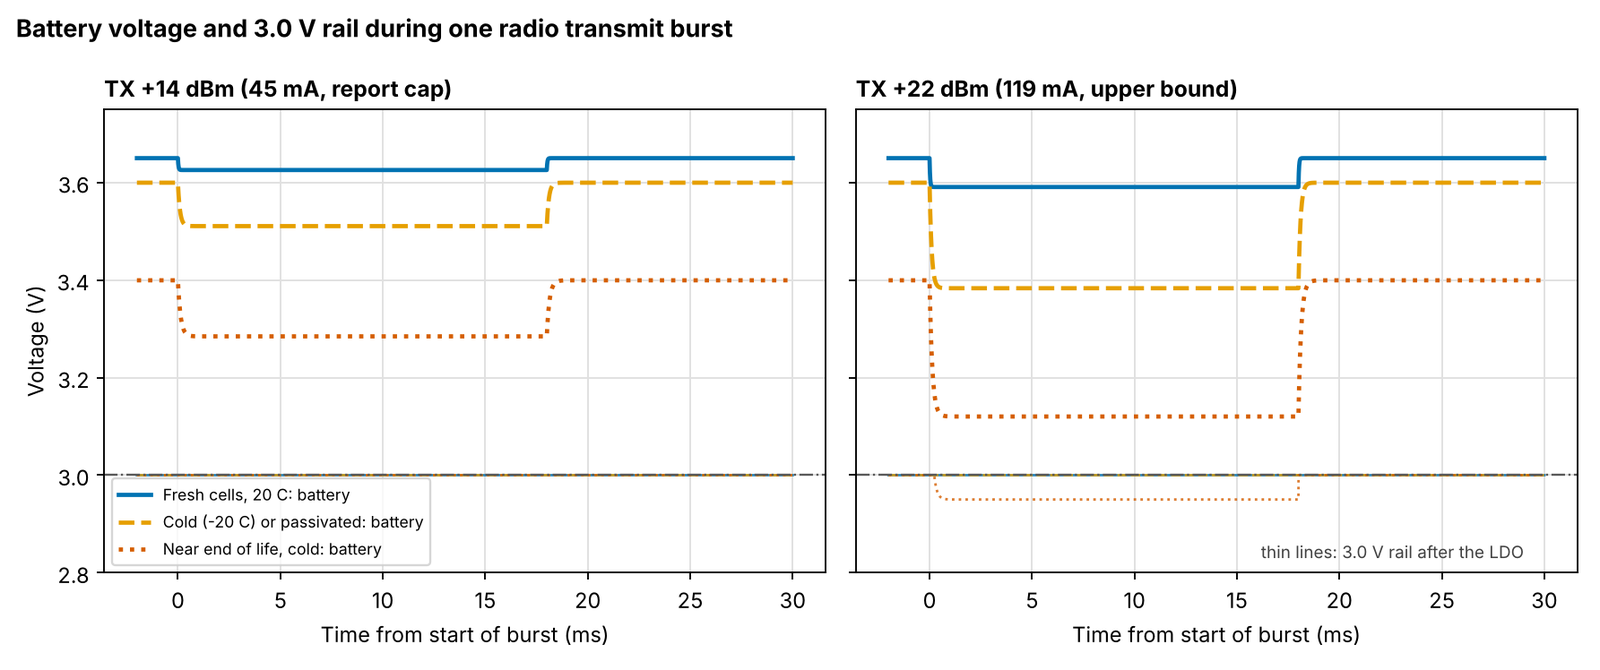 Battery voltage and 3.0 V rail during one radio transmit burst
TX +14 dBm (45 mA, report cap)
Voltage (V)
3.6
3.4
3.2
3.0
2.8
Fresh cells, 20 C: battery
Cold (-20 C) or passivated: battery
Near end of life, cold: battery
0 5 10 15 20 25 30
Time from start of burst (ms)
TX +22 dBm (119 mA, upper bound)
thin lines: 3.0 V rail after the LDO
0 5 10 15 20 25 30
Time from start of burst (ms)